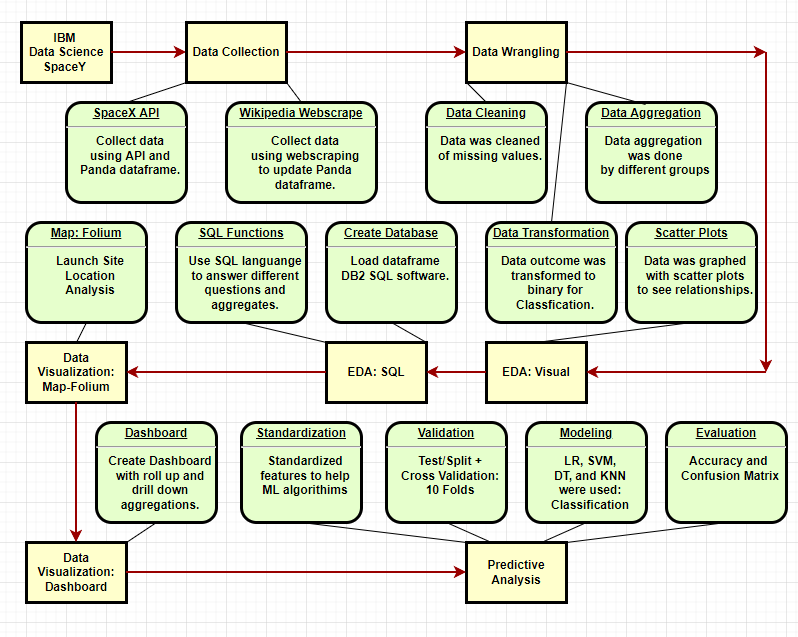 IBM
Data Science
SpaceY
Data Collection
Data Wrangling
SpaceX API
Collect data
using API and
Panda dataframe.
Wikipedia Webscrape
Collect data
using webscraping
to update Panda
dataframe.
Data Cleaning
Data was cleaned
of missing values.
Data Aggregation
Data aggregation
was done
by different groups
Map: Folium
Launch Site
Location
Analysis
SQL Functions
Use SQL languange
to answer different
questions and
aggregates.
Create Database
Load dataframe
DB2 SQL software.
Data Transformation
Data outcome was
transformed to
binary for
Classfication.
Scatter Plots
Data was graphed
with scatter plots
to see relationships.
Data
Visualization:
Map-Folium
EDA: SQL
EDA: Visual
Dashboard
Create Dashboard
with roll up and
drill down
aggregations.
Standardization
Standardized
features to help
ML algorithims
Validation
Test/Split +
Cross Validation:
10 Folds
Modeling
LR, SVM,
DT, and KNN
were used:
Classification
Evaluation
Accuracy and
Confusion Matrix
Data
Visualization:
Dashboard
Predictive
Analysis